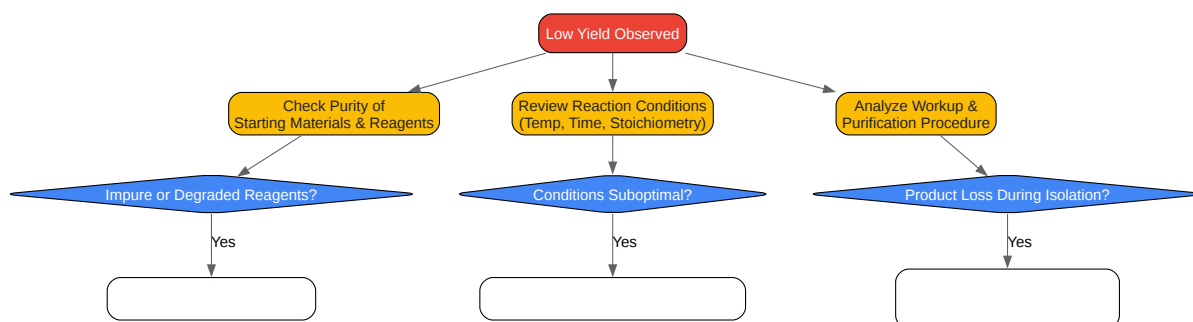 Low Yield Observed
Check Purity of
Starting Materials & Reagents
Review Reaction Conditions
(Temp, Time, Stoichiometry)
Analyze Workup &
Purification Procedure
Impure or Degraded Reagents?
Conditions Suboptimal?
Product Loss During Isolation?
Yes
Yes
Yes